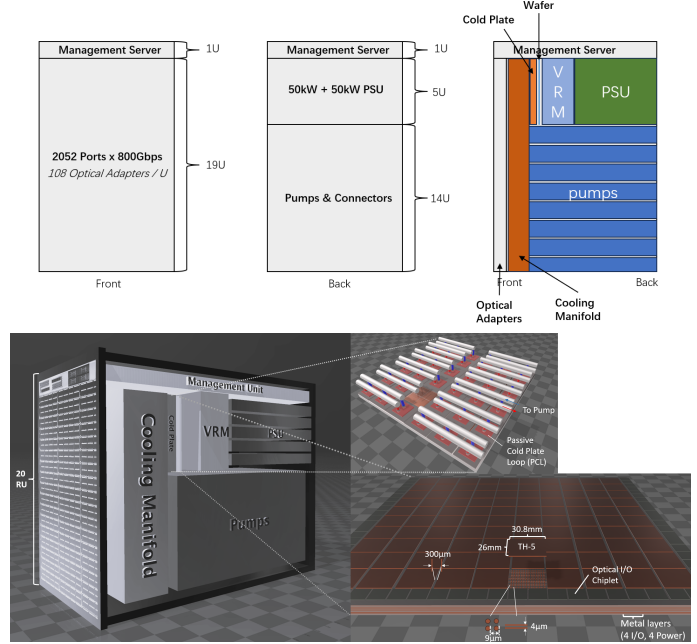 Wafer
Cold Plate
Management Server
1U
2052 Ports x 800Gbps
108 Optical Adapters / U
19U
Front
Management Server
1U
50kW + 50kW PSU
5U
Pumps & Connectors
14U
Back
Management Server
V
R
M
PSU
pumps
Front
Back
Optical
Adapters
Cooling
Manifold
20
RU
Management Unit
Cooling Manifold
Cold Plate
VRM
PSU
Pumps
To Pump
Passive
Cold Plate
Loop (PCL)
30.8mm
26mm
TH-5
300μm
Optical I/O
Chiplet
4μm
9μm
Metal layers
(4 I/O, 4 Power)